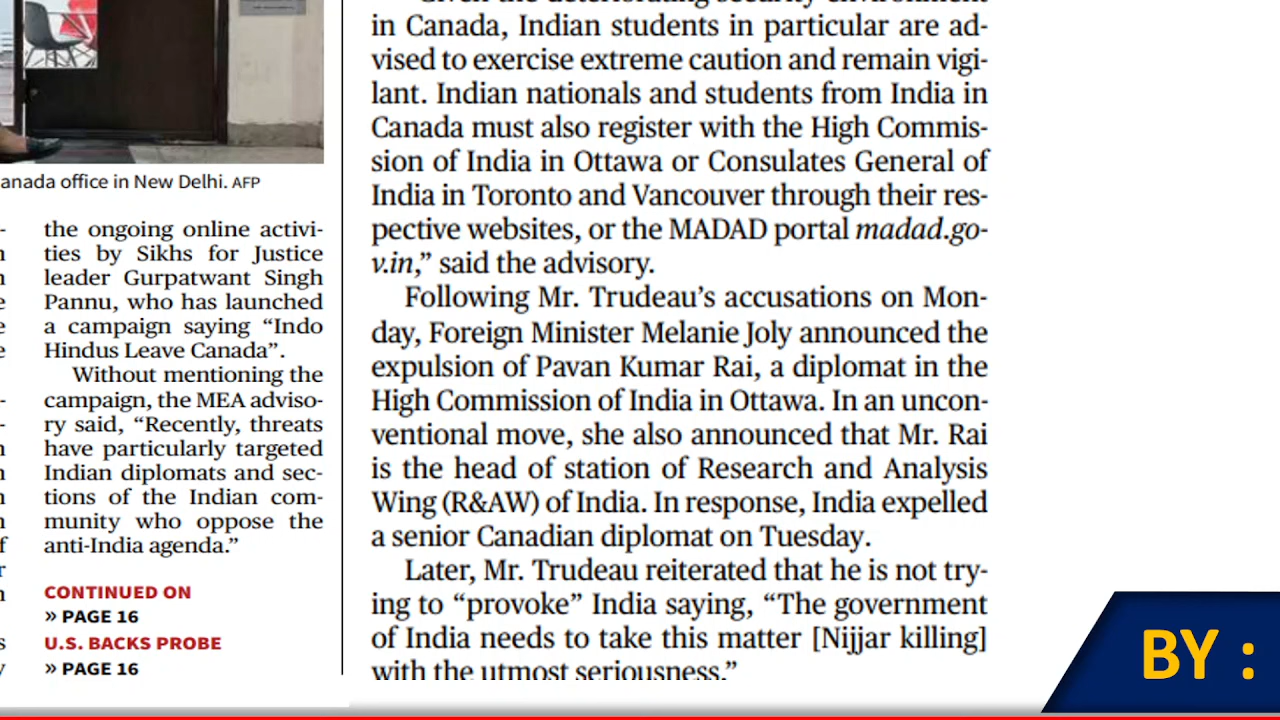 anada office in New Delhi. AFP
the ongoing online activi-
ties by Sikhs for Justice
leader Gurpatwant Singh
Pannu, who has launched
a campaign saying “Indo
Hindus Leave Canada”.
Without mentioning the
campaign, the MEA adviso-
ry said, “Recently, threats
have particularly targeted
Indian diplomats and sec-
tions of the Indian com-
munity who oppose the
anti-India agenda.”
CONTINUED ON
» PAGE 16
U.S. BACKS PROBE
» PAGE 16
Given the deteriorating security environment
in Canada, Indian students in particular are ad-
vised to exercise extreme caution and remain vigi-
lant. Indian nationals and students from India in
Canada must also register with the High Commis-
sion of India in Ottawa or Consulates General of
India in Toronto and Vancouver through their res-
pective websites, or the MADAD portal madad.go-
v.in,” said the advisory.
Following Mr. Trudeau’s accusations on Mon-
day, Foreign Minister Melanie Joly announced the
expulsion of Pavan Kumar Rai, a diplomat in the
High Commission of India in Ottawa. In an uncon-
ventional move, she also announced that Mr. Rai
is the head of station of Research and Analysis
Wing (R&AW) of India. In response, India expelled
a senior Canadian diplomat on Tuesday.
Later, Mr. Trudeau reiterated that he is not try-
ing to “provoke” India saying, “The government
of India needs to take this matter [Nijjar killing]
with the utmost seriousness.”
BY :